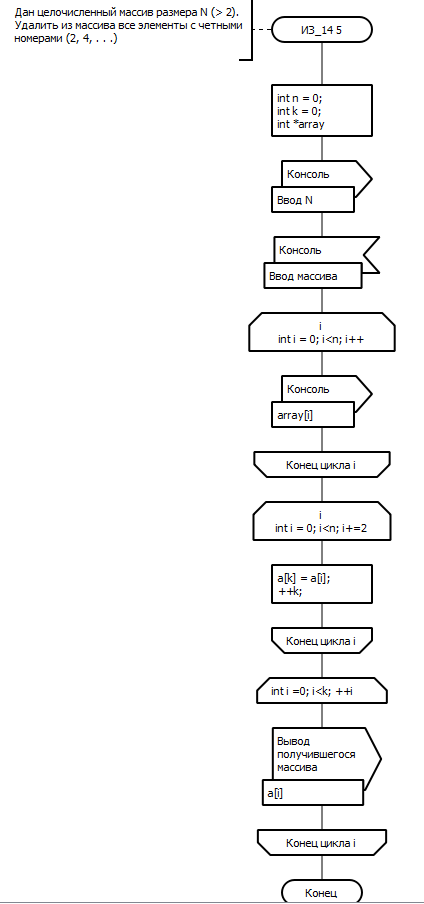 Дан целочисленный массив размера N (> 2).
Удалить из массива все элементы с четными
номерами (2, 4, . . .)
ИЗ_14 5
int n = 0;
int k = 0;
int *array
Консоль
Ввод N
Консоль
Ввод массива
i
int i = 0; i<n; i++
Консоль
array[i]
Конец цикла i
i
int i = 0; i<n; i+=2
a[k] = a[i];
++k;
Конец цикла i
int i =0; i<k; ++i
Вывод
получившегося
массива
a[i]
Конец цикла i
Конец